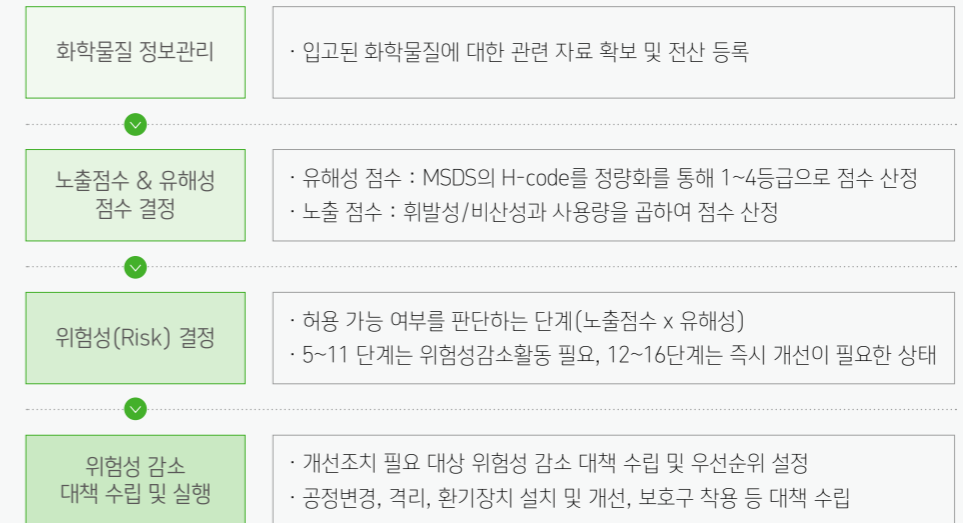 화학물질 정보관리
· 입고된 화학물질에 대한 관련 자료 확보 및 전산 등록
노출점수 & 유해성
점수 결정
· 유해성 점수 : MSDS의 H-code를 정량화를 통해 1~4등급으로 점수 산정
· 노출 점수 : 휘발성/비산성과 사용량을 곱하여 점수 산정
위험성(Risk) 결정
· 허용 가능 여부를 판단하는 단계(노출점수 x 유해성)
· 5~11 단계는 위험성감소활동 필요, 12~16단계는 즉시 개선이 필요한 상태
위험성 감소
대책 수립 및 실행
· 개선조치 필요 대상 위험성 감소 대책 수립 및 우선순위 설정
· 공정변경, 격리, 환기장치 설치 및 개선, 보호구 착용 등 대책 수립